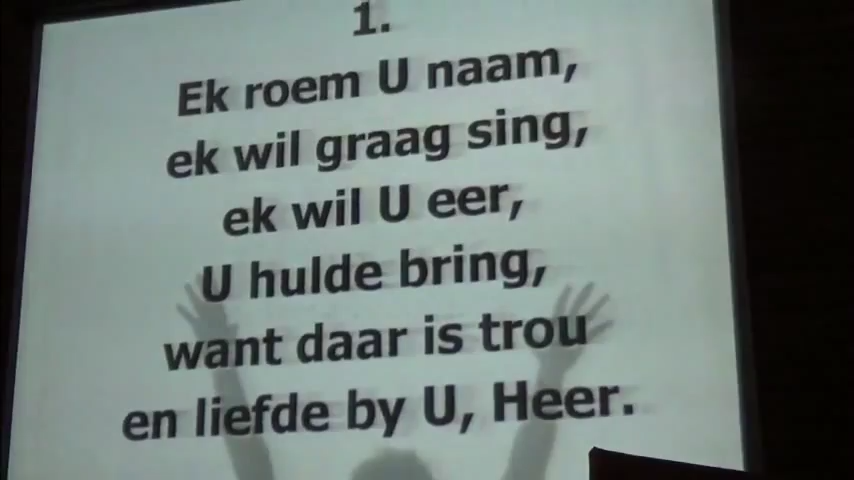 1.
Ek roem U naam,
ek wil graag sing,
ek wil U eer,
U hulde bring,
want daar is trou
en liefde by U, Heer.